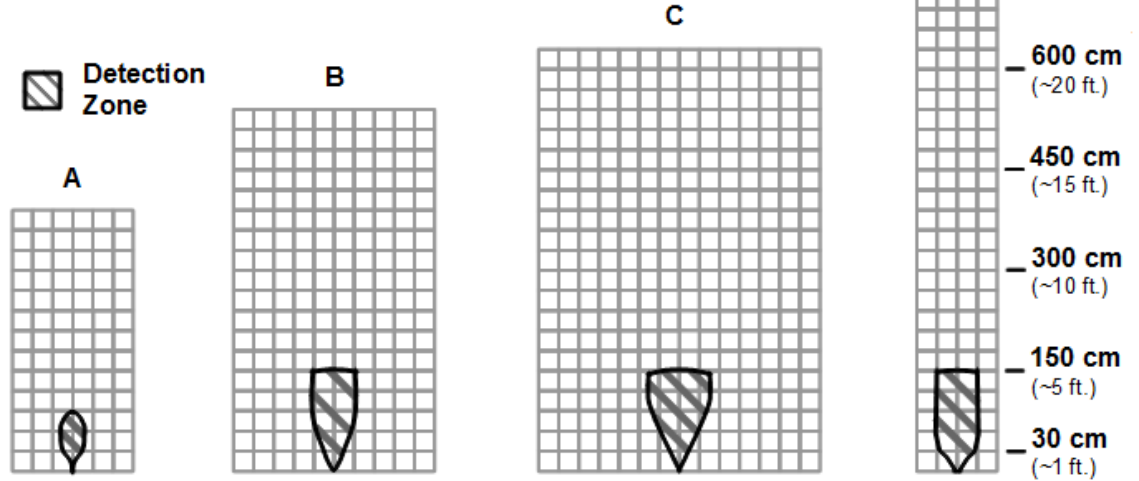 C
Detection
Zone
B
A
600 cm
(~20 ft.)
450 cm
(~15 ft.)
300 cm
(~10 ft.)
150 cm
(~5 ft.)
30 cm
(~1 ft.)